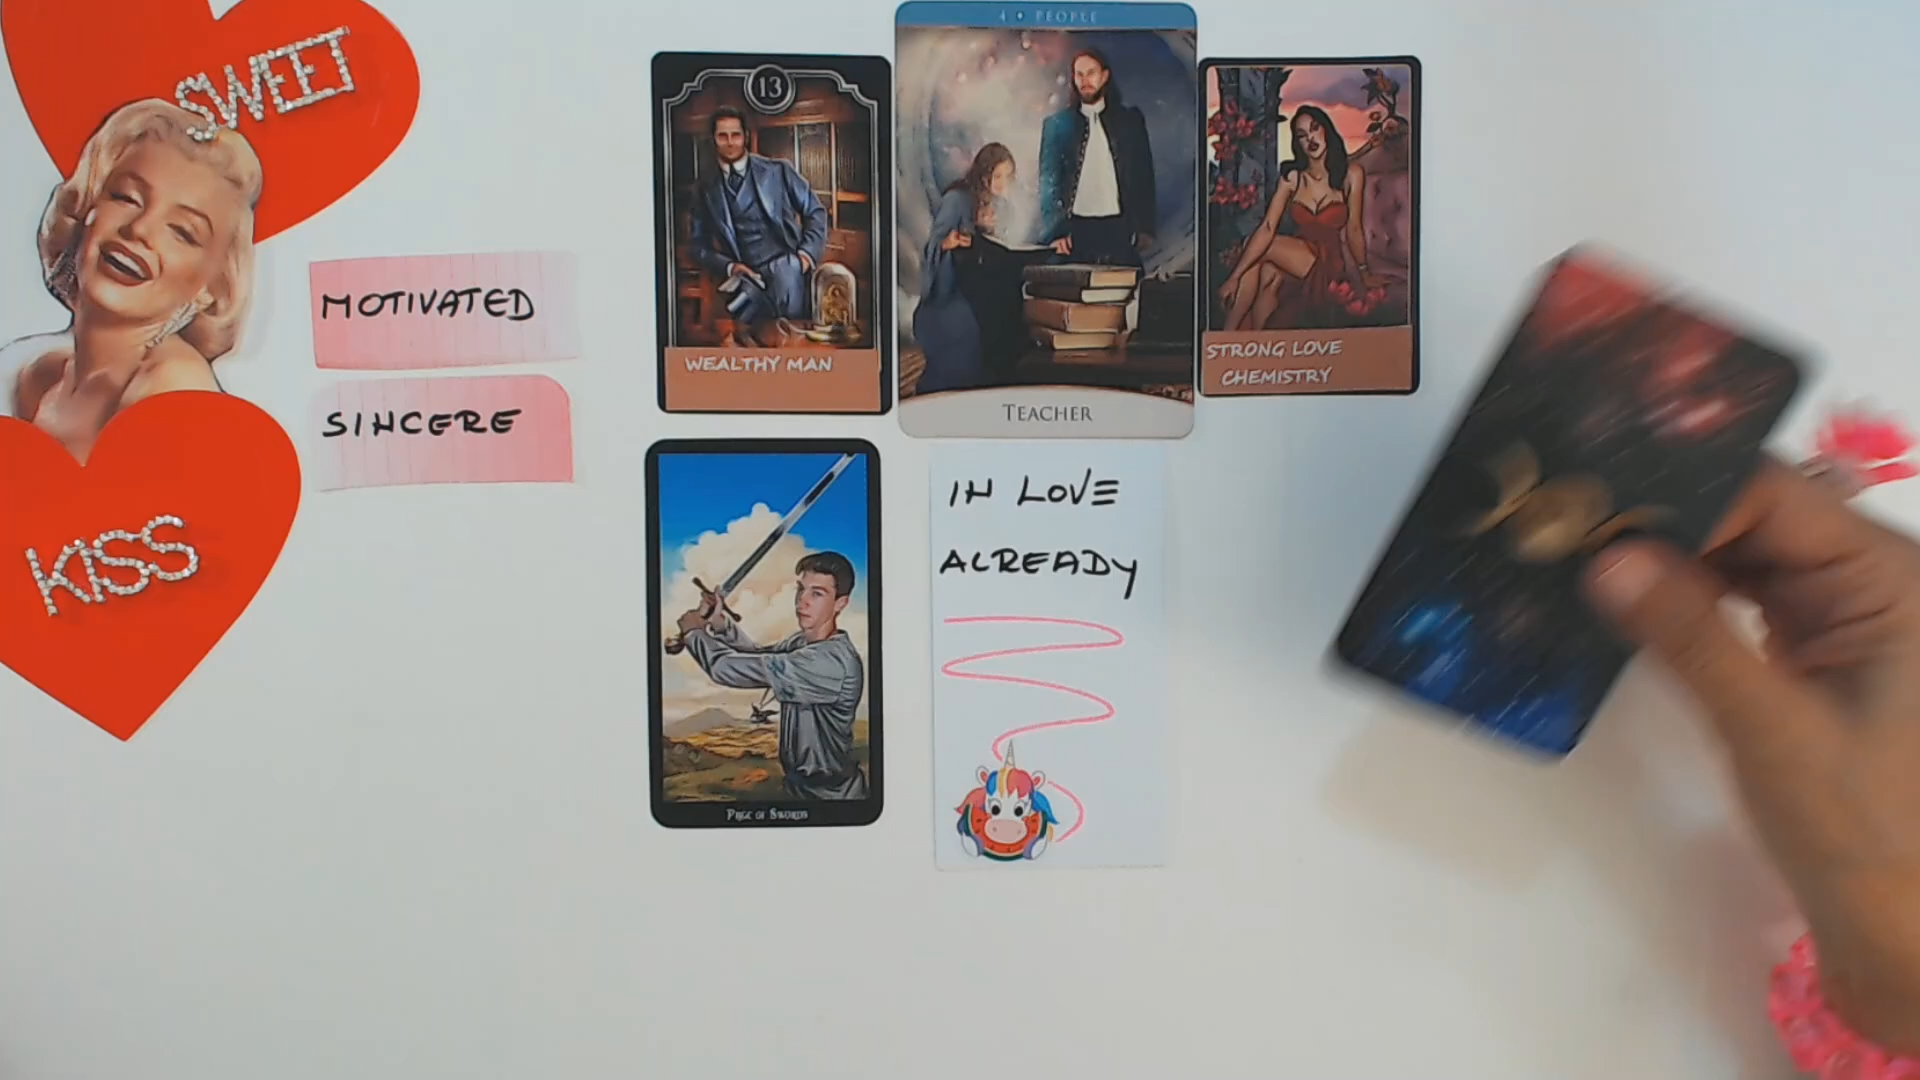 SWEET
KISS
MOTIVATED
SINCERE
13
WEALTHY MAN
4 • PEOPLE
TEACHER
STRONG LOVE
CHEMISTRY
PAGE OF SWORDS
IN LOVE
ALREADY